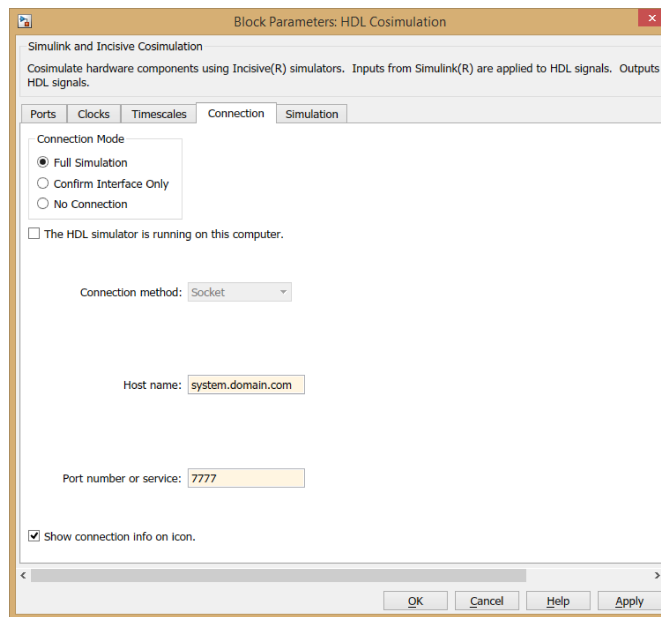 Block Parameters: HDL Cosimulation
Simulink and Incisive Cosimulation
Cosimulate hardware components using Incisive(R) simulators.  Inputs from Simulink(R) are applied to HDL signals.  Outputs
HDL signals.
Ports Clocks Timescales Connection Simulation
Connection Mode
Full Simulation
Confirm Interface Only
No Connection
The HDL simulator is running on this computer.
Connection method: Socket
Host name: system.domain.com
Port number or service: 7777
Show connection info on icon.
OK Cancel Help Apply